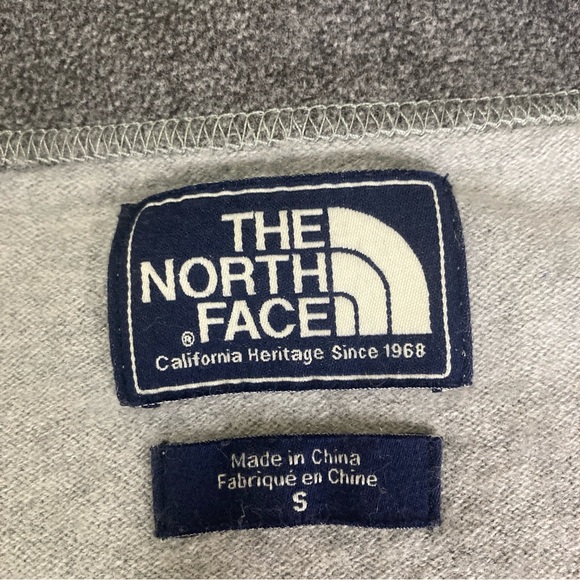 THE
NORTH
FACE
®
California Heritage Since 1968
Made in China
Fabriqué en Chine
S